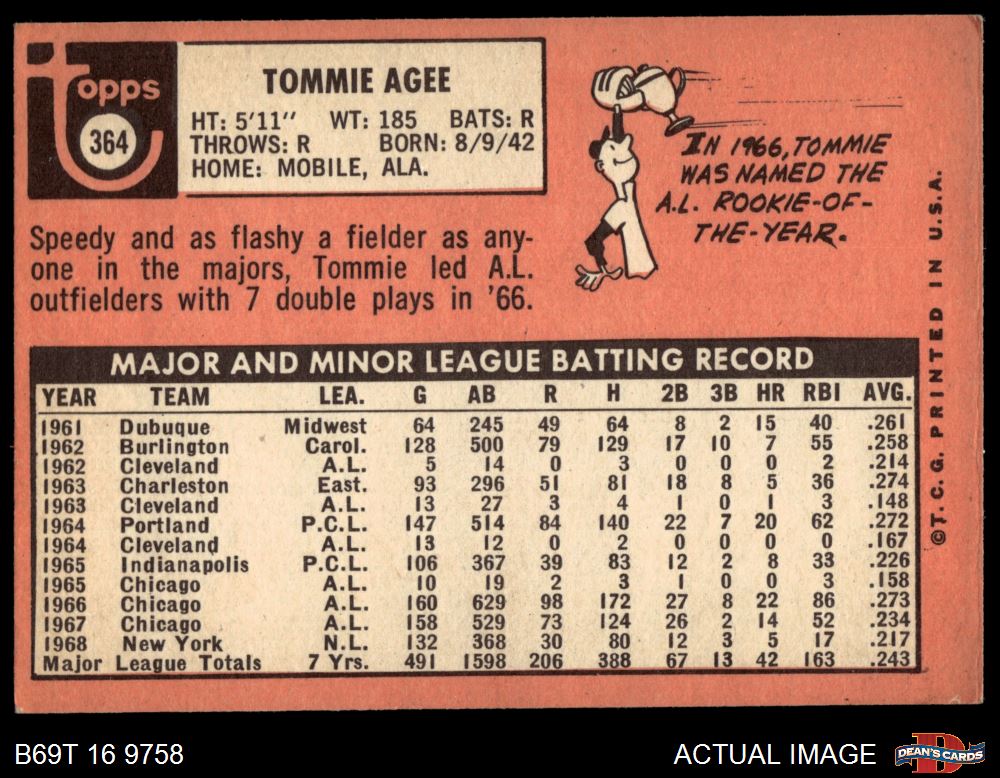 topps
364
TOMMIE AGEE
HT: 5'11" WT: 185 BATS: R
THROWS: R BORN: 8/9/42
HOME: MOBILE, ALA.
IN 1966, TOMMIE
WAS NAMED THE
A.L. ROOKIE-OF-
THE-YEAR.
Speedy and as flashy a fielder as any-
one in the majors, Tommie led A.L.
outfielders with 7 double plays in '66.
MAJOR AND MINOR LEAGUE BATTING RECORD
YEAR TEAM LEA. G AB R H 2B 3B HR RBI AVG.
1961 Dubuque Midwest 64 245 49 64 8 2 15 40 .261
1962 Burlington Carol. 128 500 79 129 17 10 7 55 .258
1962 Cleveland A.L. 5 14 0 3 0 0 0 2 .214
1963 Charleston East. 93 296 51 81 18 8 5 36 .274
1963 Cleveland A.L. 13 27 3 4 1 0 1 3 .148
1964 Portland P.C.L. 147 514 84 140 22 7 20 62 .272
1964 Cleveland A.L. 13 12 0 2 0 0 0 0 .167
1965 Indianapolis P.C.L. 106 367 39 83 12 2 8 33 .226
1965 Chicago A.L. 10 19 2 3 1 0 0 3 .158
1966 Chicago A.L. 160 629 98 172 27 8 22 86 .273
1967 Chicago A.L. 158 529 73 124 26 2 14 52 .234
1968 New York N.L. 132 368 30 80 12 3 5 17 .217
Major League Totals 7 Yrs. 491 1598 206 388 67 13 42 163 .243
©T.C.G. PRINTED IN U.S.A.
B69T 16 9758
ACTUAL IMAGE
D
DEAN'S CARDS